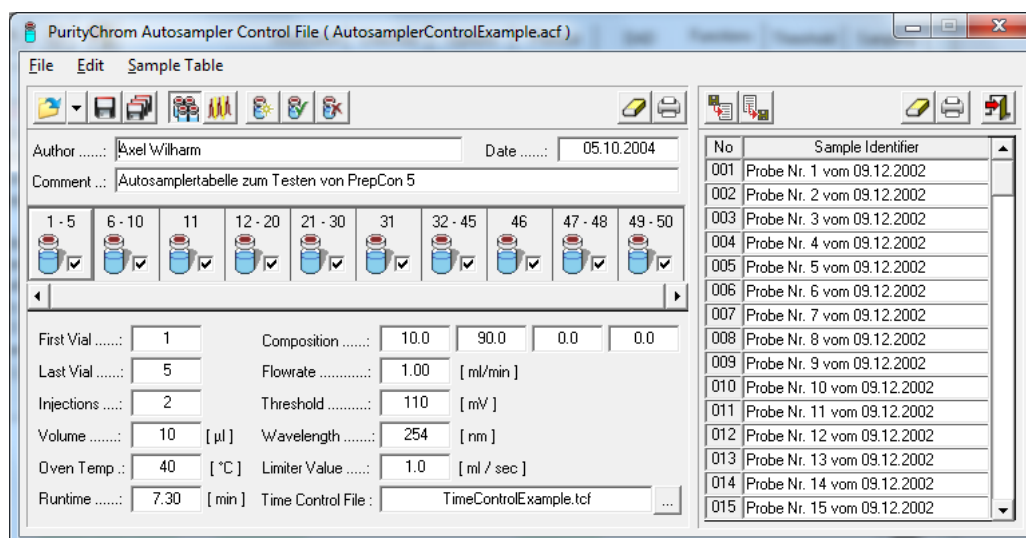 PurityChrom Autosampler Control File ( AutosamplerControlExample.acf )
File Edit Sample Table
Author ......: Axel Wilharm Date ......: 05.10.2004
Comment ..: Autosamplertabelle zum Testen von PrepCon 5
1 - 5 6 - 10 11 12 - 20 21 - 30 31 32 - 45 46 47 - 48 49 - 50
First Vial ......: 1 Composition ......: 10.0 90.0 0.0 0.0
Last Vial ......: 5 Flowrate ............: 1.00 [ ml/min ]
Injections ....: 2 Threshold ..........: 110 [ mV ]
Volume .......: 10 [ µl ] Wavelength .......: 254 [ nm ]
Oven Temp .: 40 [ °C ] Limiter Value .....: 1.0 [ ml / sec ]
Runtime ......: 7.30 [ min ] Time Control File : TimeControlExample.tcf ...
No Sample Identifier
001 Probe Nr. 1 vom 09.12.2002
002 Probe Nr. 2 vom 09.12.2002
003 Probe Nr. 3 vom 09.12.2002
004 Probe Nr. 4 vom 09.12.2002
005 Probe Nr. 5 vom 09.12.2002
006 Probe Nr. 6 vom 09.12.2002
007 Probe Nr. 7 vom 09.12.2002
008 Probe Nr. 8 vom 09.12.2002
009 Probe Nr. 9 vom 09.12.2002
010 Probe Nr. 10 vom 09.12.2002
011 Probe Nr. 11 vom 09.12.2002
012 Probe Nr. 12 vom 09.12.2002
013 Probe Nr. 13 vom 09.12.2002
014 Probe Nr. 14 vom 09.12.2002
015 Probe Nr. 15 vom 09.12.2002